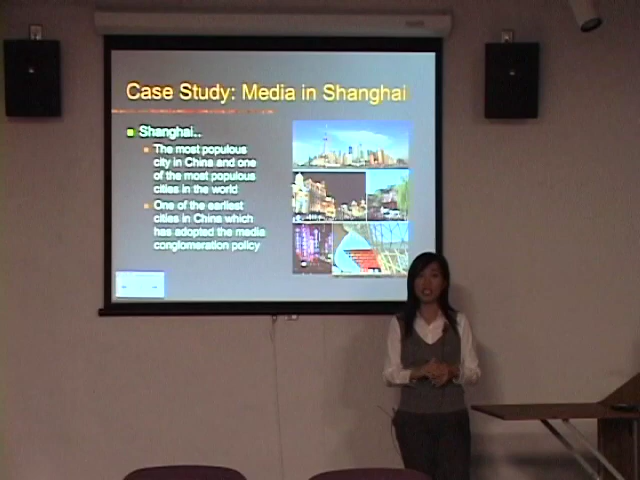 Case Study: Media in Shanghai
Shanghai..
The most populous
city in China and one
of the most populous
cities in the world
One of the earliest
cities in China which
has adopted the media
conglomeration policy